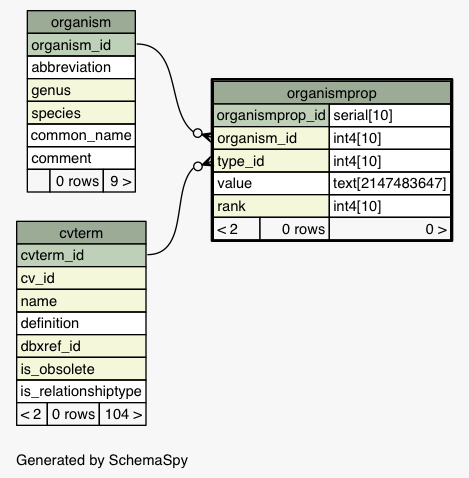 organism
organism_id
abbreviation
genus
species
common_name
comment
0 rows 9 >
organismprop
organismprop_id serial[10]
organism_id int4[10]
type_id int4[10]
value text[2147483647]
rank int4[10]
< 2 0 rows 0 >
cvterm
cvterm_id
cv_id
name
definition
dbxref_id
is_obsolete
is_relationshiptype
< 2 0 rows 104 >
Generated by SchemaSpy